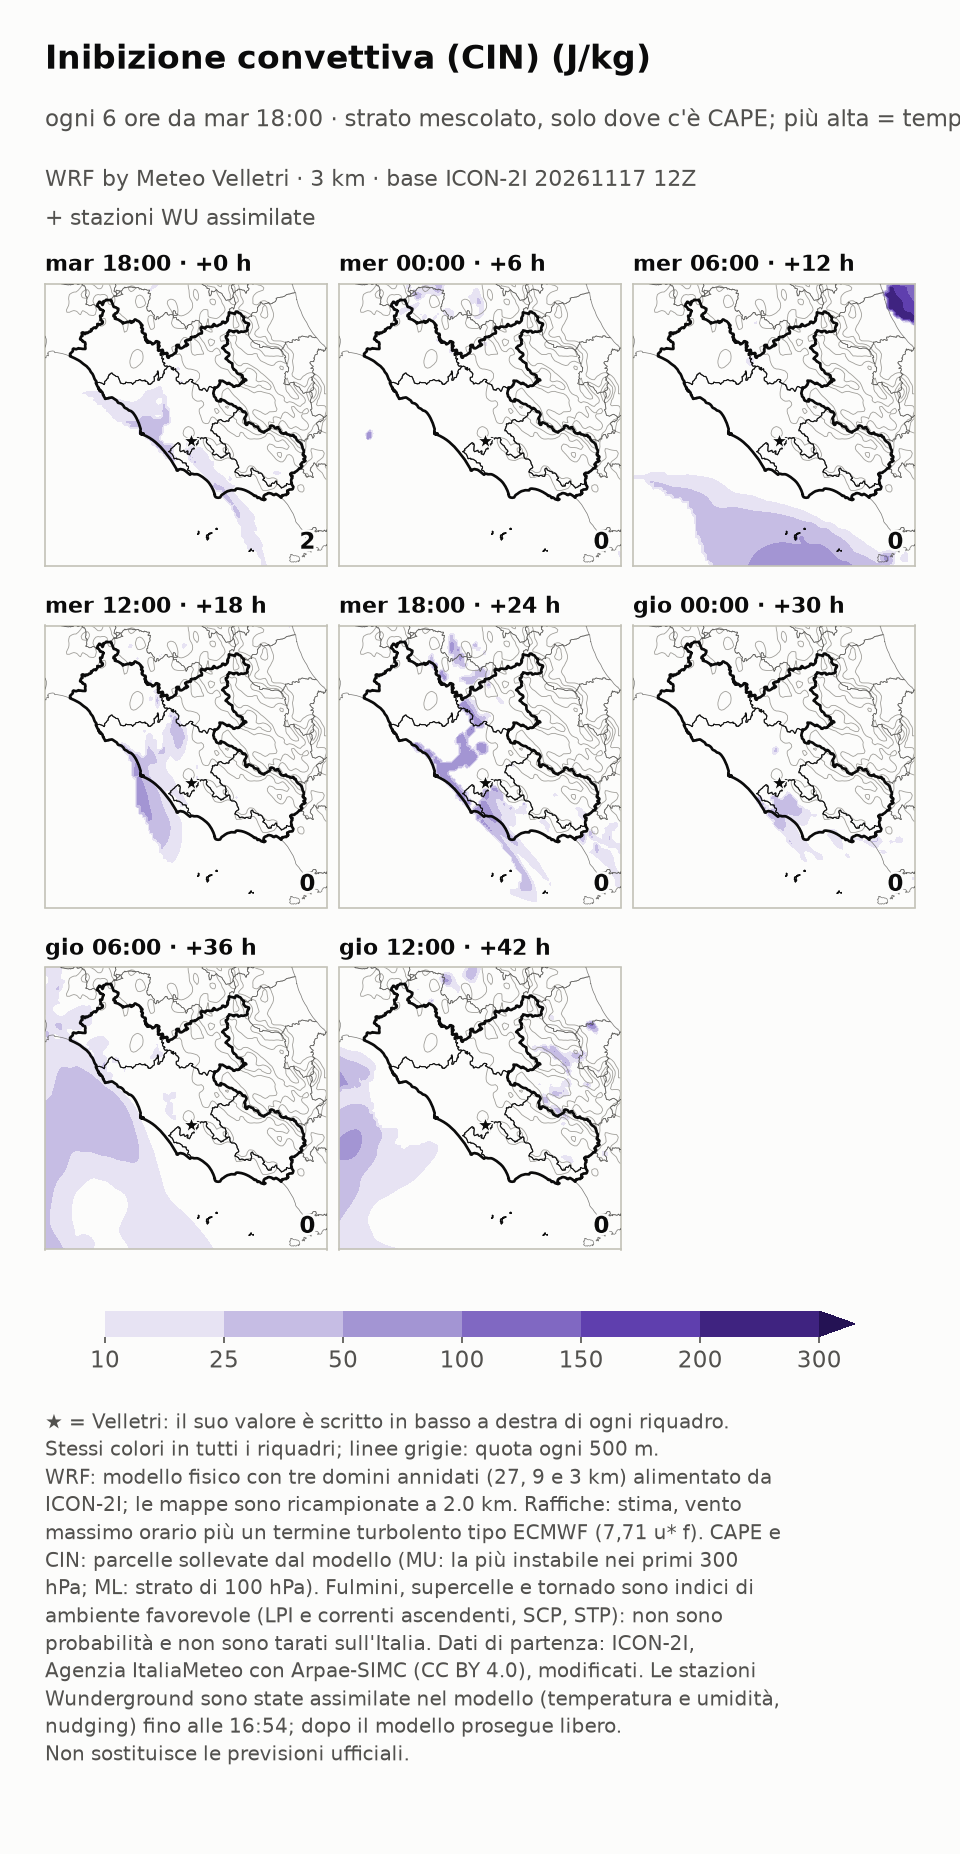 Inibizione convettiva (CIN) (J/kg)
ogni 6 ore da mar 18:00 · strato mescolato, solo dove c'è CAPE; più alta = temp
WRF by Meteo Velletri · 3 km · base ICON-2I 20261117 12Z
+ stazioni WU assimilate
mar 18:00 · +0 h
mer 00:00 · +6 h
mer 06:00 · +12 h
2
0
0
mer 12:00 · +18 h
mer 18:00 · +24 h
gio 00:00 · +30 h
0
0
0
gio 06:00 · +36 h
gio 12:00 · +42 h
0
0
10 25 50 100 150 200 300
★ = Velletri: il suo valore è scritto in basso a destra di ogni riquadro.
Stessi colori in tutti i riquadri; linee grigie: quota ogni 500 m.
WRF: modello fisico con tre domini annidati (27, 9 e 3 km) alimentato da
ICON-2I; le mappe sono ricampionate a 2.0 km. Raffiche: stima, vento
massimo orario più un termine turbolento tipo ECMWF (7,71 u* f). CAPE e
CIN: parcelle sollevate dal modello (MU: la più instabile nei primi 300
hPa; ML: strato di 100 hPa). Fulmini, supercelle e tornado sono indici di
ambiente favorevole (LPI e correnti ascendenti, SCP, STP): non sono
probabilità e non sono tarati sull'Italia. Dati di partenza: ICON-2I,
Agenzia ItaliaMeteo con Arpae-SIMC (CC BY 4.0), modificati. Le stazioni
Wunderground sono state assimilate nel modello (temperatura e umidità,
nudging) fino alle 16:54; dopo il modello prosegue libero.
Non sostituisce le previsioni ufficiali.